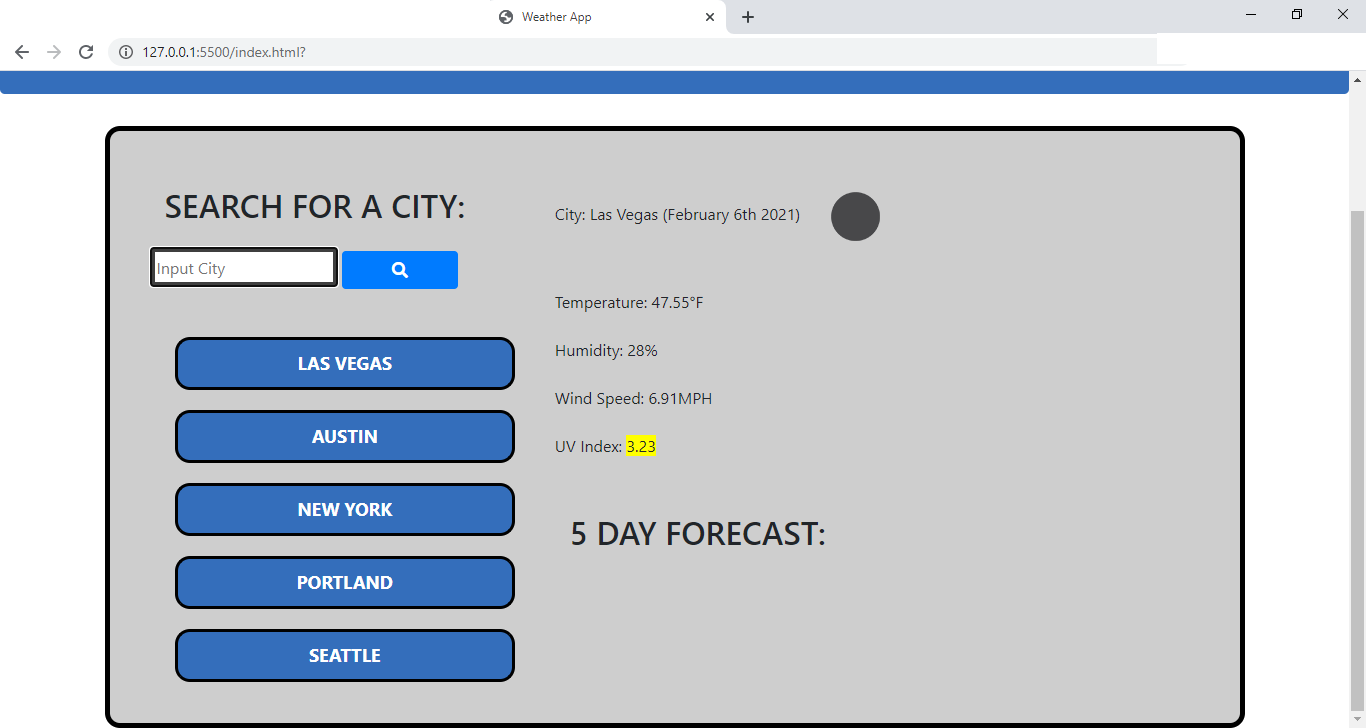 Weather App
127.0.0.1:5500/index.html?
SEARCH FOR A CITY:
Input City
LAS VEGAS
AUSTIN
NEW YORK
PORTLAND
SEATTLE
City: Las Vegas (February 6th 2021)
Temperature: 47.55°F
Humidity: 28%
Wind Speed: 6.91MPH
UV Index: 3.23
5 DAY FORECAST: